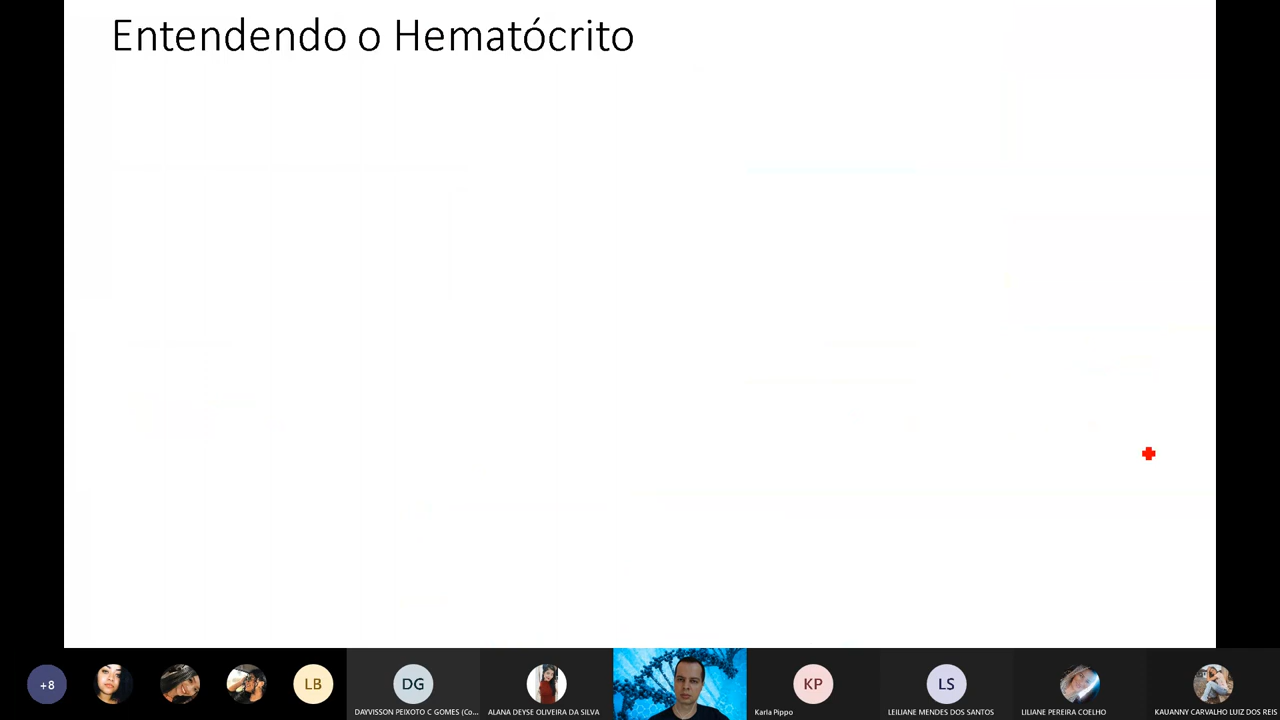 Entendendo o Hematócrito
+8
LB
DG
DAYVISSON PEIXOTO C GOMES (Co...
ALANA DEYSE OLIVEIRA DA SILVA
KP
Karla Pippo
LS
LEILIANE MENDES DOS SANTOS
LILIANE PEREIRA COELHO
KAUANNY CARVALHO LUIZ DOS REIS